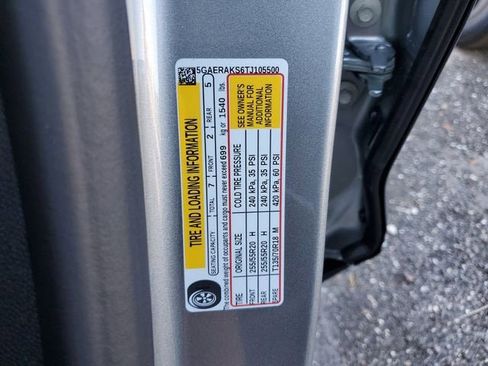 5GAERAKS6TJ105500
TIRE AND LOADING INFORMATION
SEATING CAPACITY TOTAL 7 FRONT 2 REAR 5
The combined weight of occupants and cargo must never exceed 699 kg or 1540 lbs.
TIRE ORIGINAL SIZE COLD TIRE PRESSURE
FRONT 255/55R20 H 240 kPa, 35 PSI
REAR 255/55R20 H 240 kPa, 35 PSI
SPARE T135/70R18 M 420 kPa, 60 PSI
SEE OWNER'S
MANUAL FOR
ADDITIONAL
INFORMATION